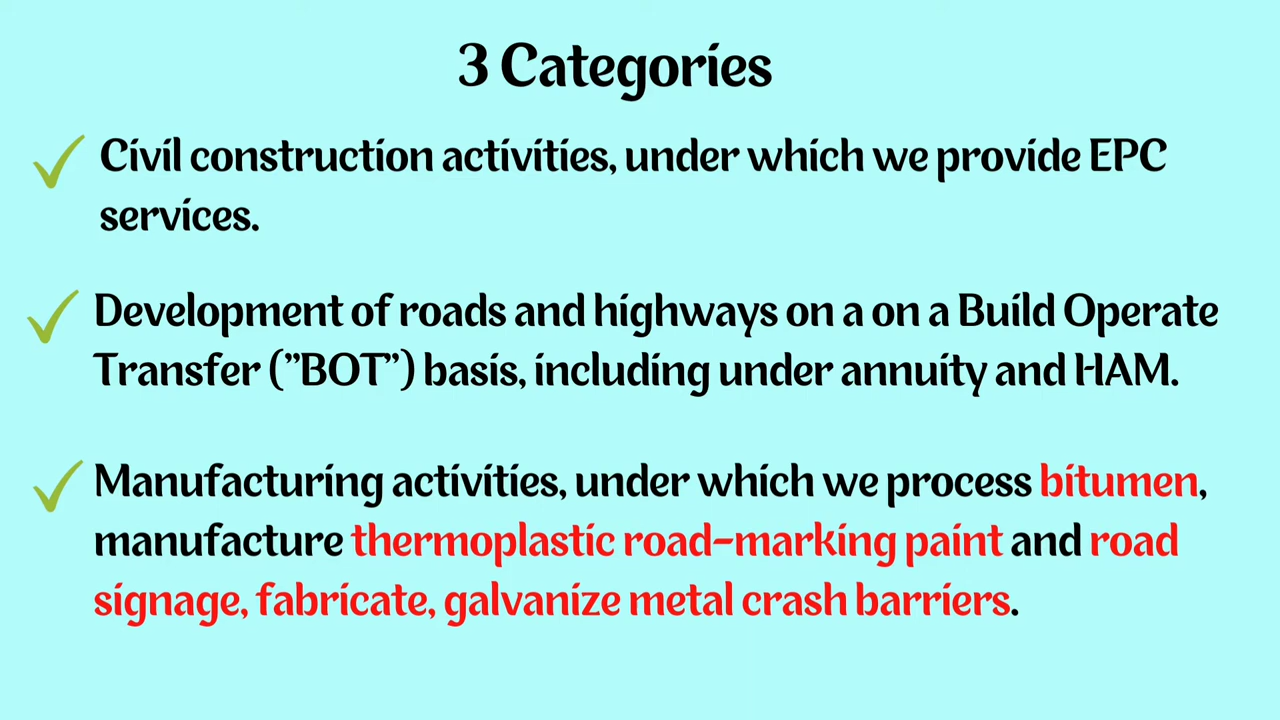 3 Categories
Civil construction activities, under which we provide EPC
services.
Development of roads and highways on a on a Build Operate
Transfer ("BOT") basis, including under annuity and HAM.
Manufacturing activities, under which we process bitumen,
manufacture thermoplastic road-marking paint and road
signage, fabricate, galvanize metal crash barriers.